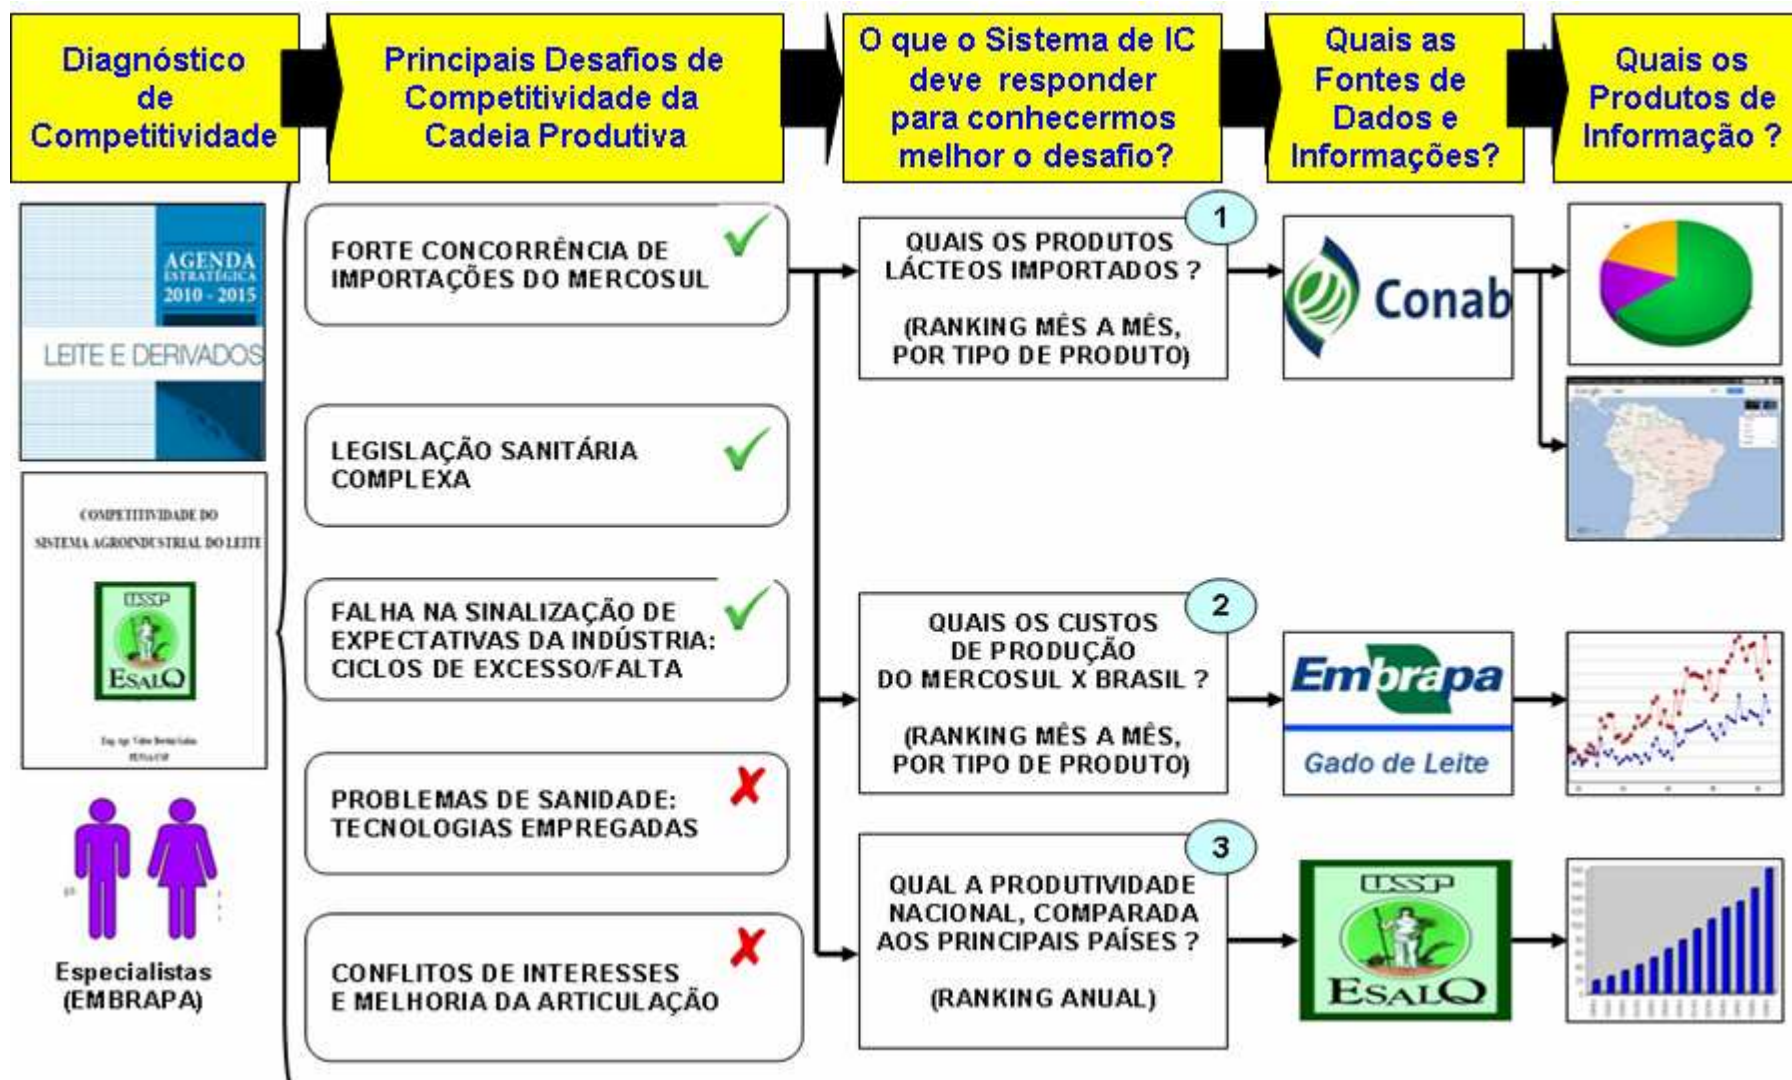 Diagnóstico
de
Competitividade
Principais Desafios de
Competitividade da
Cadeia Produtiva
O que o Sistema de IC
deve responder
para conhecermos
melhor o desafio?
Quais as
Fontes de
Dados e
Informações?
Quais os
Produtos de
Informação ?
AGENDA
ESTRATÉGICA
2010 - 2015
LEITE E DERIVADOS
COMPETITIVIDADE DO
SISTEMA AGROINDUSTRIAL DO LEITE
USP
ESALQ
Especialistas
(EMBRAPA)
FORTE CONCORRÊNCIA DE
IMPORTAÇÕES DO MERCOSUL
LEGISLAÇÃO SANITÁRIA
COMPLEXA
FALHA NA SINALIZAÇÃO DE
EXPECTATIVAS DA INDÚSTRIA:
CICLOS DE EXCESSO/FALTA
PROBLEMAS DE SANIDADE:
TECNOLOGIAS EMPREGADAS
CONFLITOS DE INTERESSES
E MELHORIA DA ARTICULAÇÃO
1
QUAIS OS PRODUTOS
LÁCTEOS IMPORTADOS ?
(RANKING MÊS A MÊS,
POR TIPO DE PRODUTO)
Conab
2
QUAIS OS CUSTOS
DE PRODUÇÃO
DO MERCOSUL X BRASIL ?
(RANKING MÊS A MÊS,
POR TIPO DE PRODUTO)
Embrapa
Gado de Leite
3
QUAL A PRODUTIVIDADE
NACIONAL, COMPARADA
AOS PRINCIPAIS PAÍSES ?
(RANKING ANUAL)
USP
ESALQ